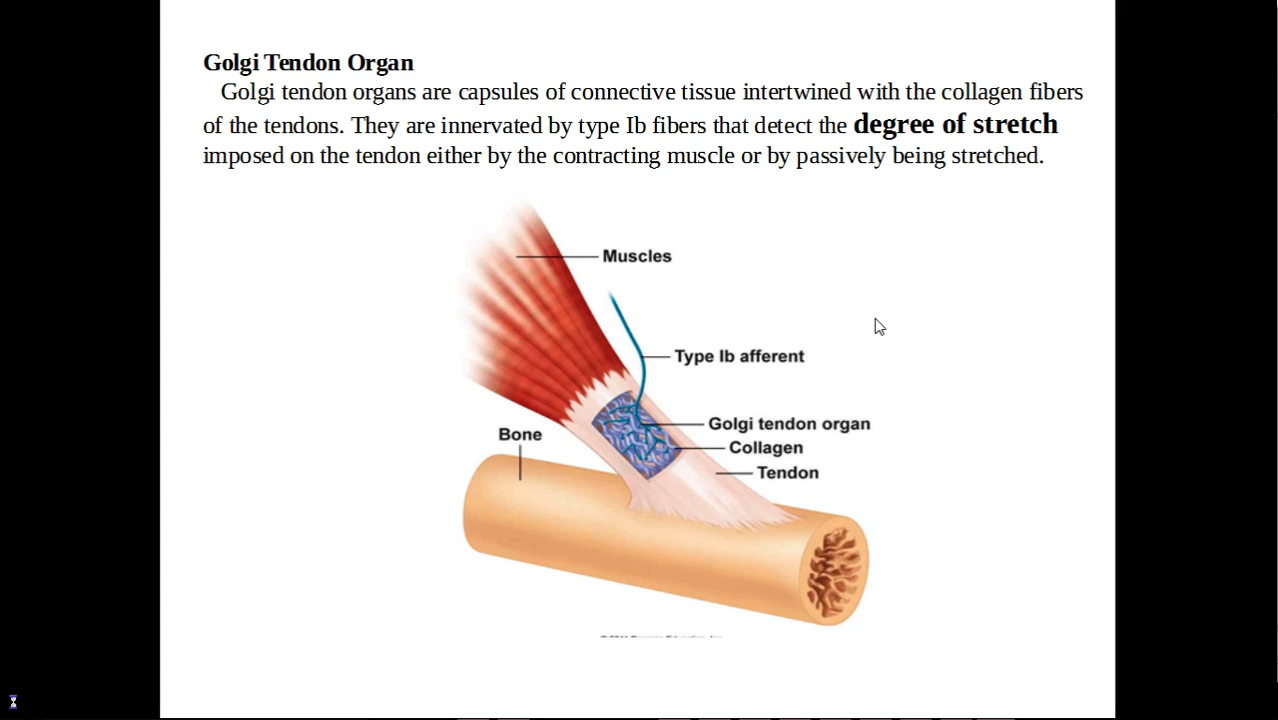 Golgi Tendon Organ
Golgi tendon organs are capsules of connective tissue intertwined with the collagen fibers
of the tendons. They are innervated by type Ib fibers that detect the degree of stretch
imposed on the tendon either by the contracting muscle or by passively being stretched.
Muscles
Type Ib afferent
Golgi tendon organ
Bone
Collagen
Tendon